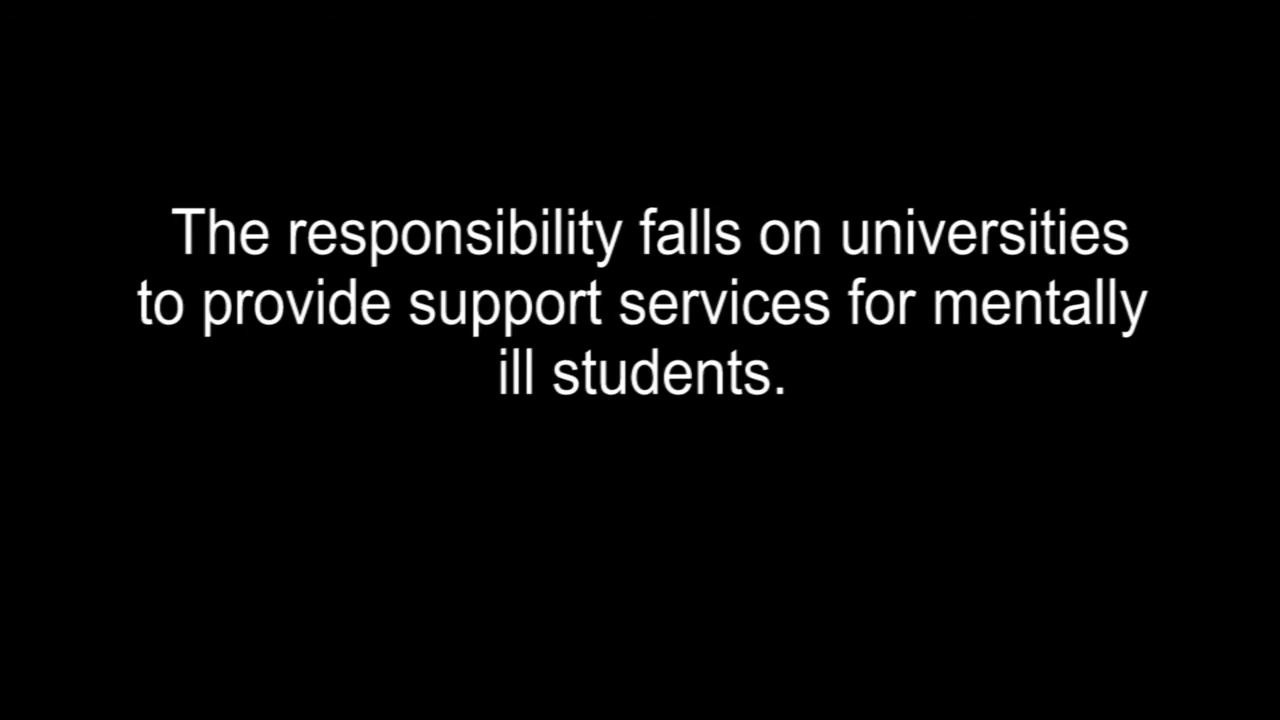 The responsibility falls on universities
to provide support services for mentally
ill students.